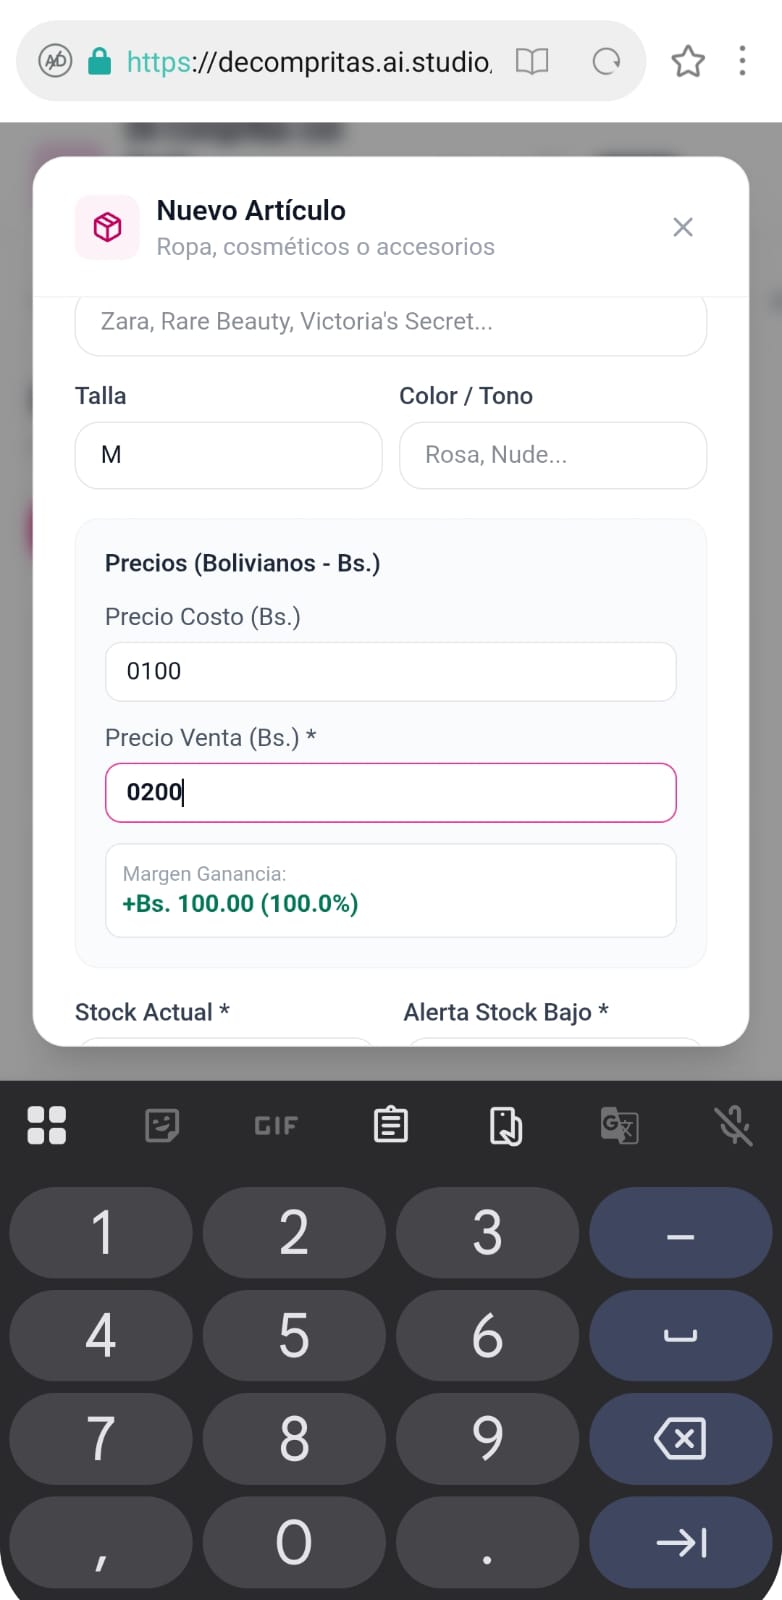 https://decompritas.ai.studio
Nuevo Artículo
Ropa, cosméticos o accesorios
Zara, Rare Beauty, Victoria's Secret...
Talla
Color / Tono
M
Rosa, Nude...
Precios (Bolivianos - Bs.)
Precio Costo (Bs.)
0100
Precio Venta (Bs.) *
0200
Margen Ganancia:
+Bs. 100.00 (100.0%)
Stock Actual *
Alerta Stock Bajo *
GIF
1 2 3 –
4 5 6
7 8 9
, 0 .